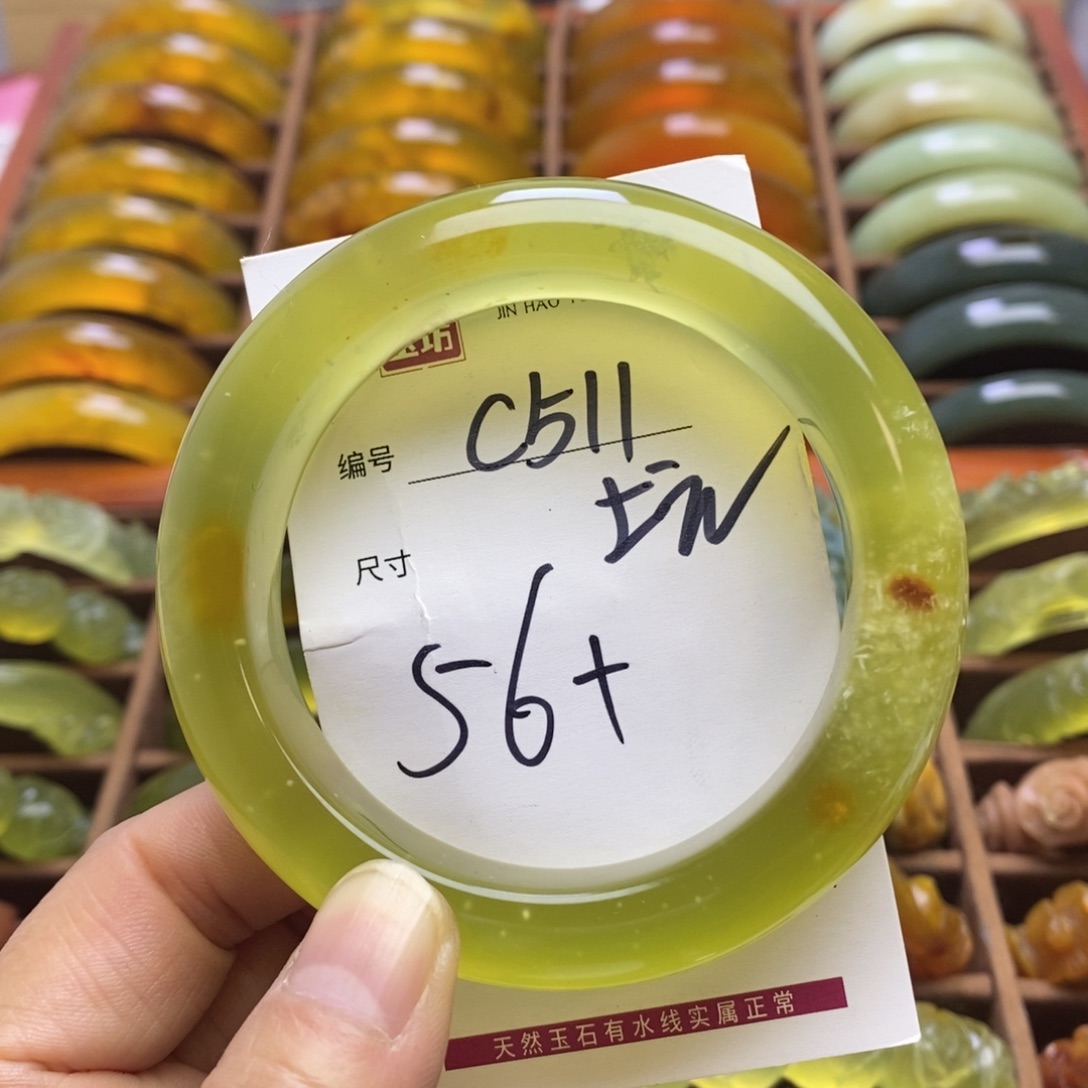 JIN HAO
坊
编号 C511
尺寸
56+
天然玉石有水线实属正常